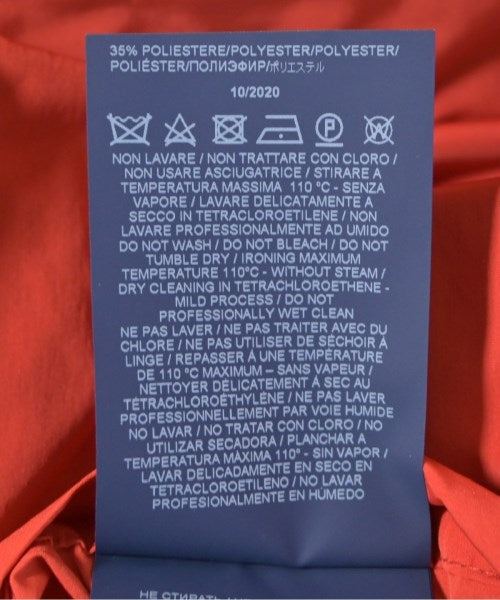 35% POLIESTERE/POLYESTER/POLYESTER/
POLIÉSTER/ПОЛИЭФИР/ポリエステル
10/2020
P
W
NON LAVARE / NON TRATTARE CON CLORO /
NON USARE ASCIUGATRICE / STIRARE A
TEMPERATURA MASSIMA 110 °C - SENZA
VAPORE / LAVARE DELICATAMENTE A
SECCO IN TETRACLOROETILENE / NON
LAVARE PROFESSIONALMENTE AD UMIDO
DO NOT WASH / DO NOT BLEACH / DO NOT
TUMBLE DRY / IRONING MAXIMUM
TEMPERATURE 110°C - WITHOUT STEAM /
DRY CLEANING IN TETRACHLOROETHENE -
MILD PROCESS / DO NOT
PROFESSIONALLY WET CLEAN
NE PAS LAVER / NE PAS TRAITER AVEC DU
CHLORE / NE PAS UTILISER DE SÉCHOIR À
LINGE / REPASSER À UNE TEMPÉRATURE
DE 110 °C MAXIMUM – SANS VAPEUR /
NETTOYER DÉLICATEMENT À SEC AU
TÉTRACHLOROÉTHYLÈNE / NE PAS LAVER
PROFESSIONNELLEMENT PAR VOIE HUMIDE
NO LAVAR / NO TRATAR CON CLORO / NO
UTILIZAR SECADORA / PLANCHAR A
TEMPERATURA MÁXIMA 110° - SIN VAPOR /
LAVAR DELICADAMENTE EN SECO EN
TETRACLOROETILENO / NO LAVAR
PROFESIONALMENTE EN HÚMEDO
НЕ СТИРАТЬ